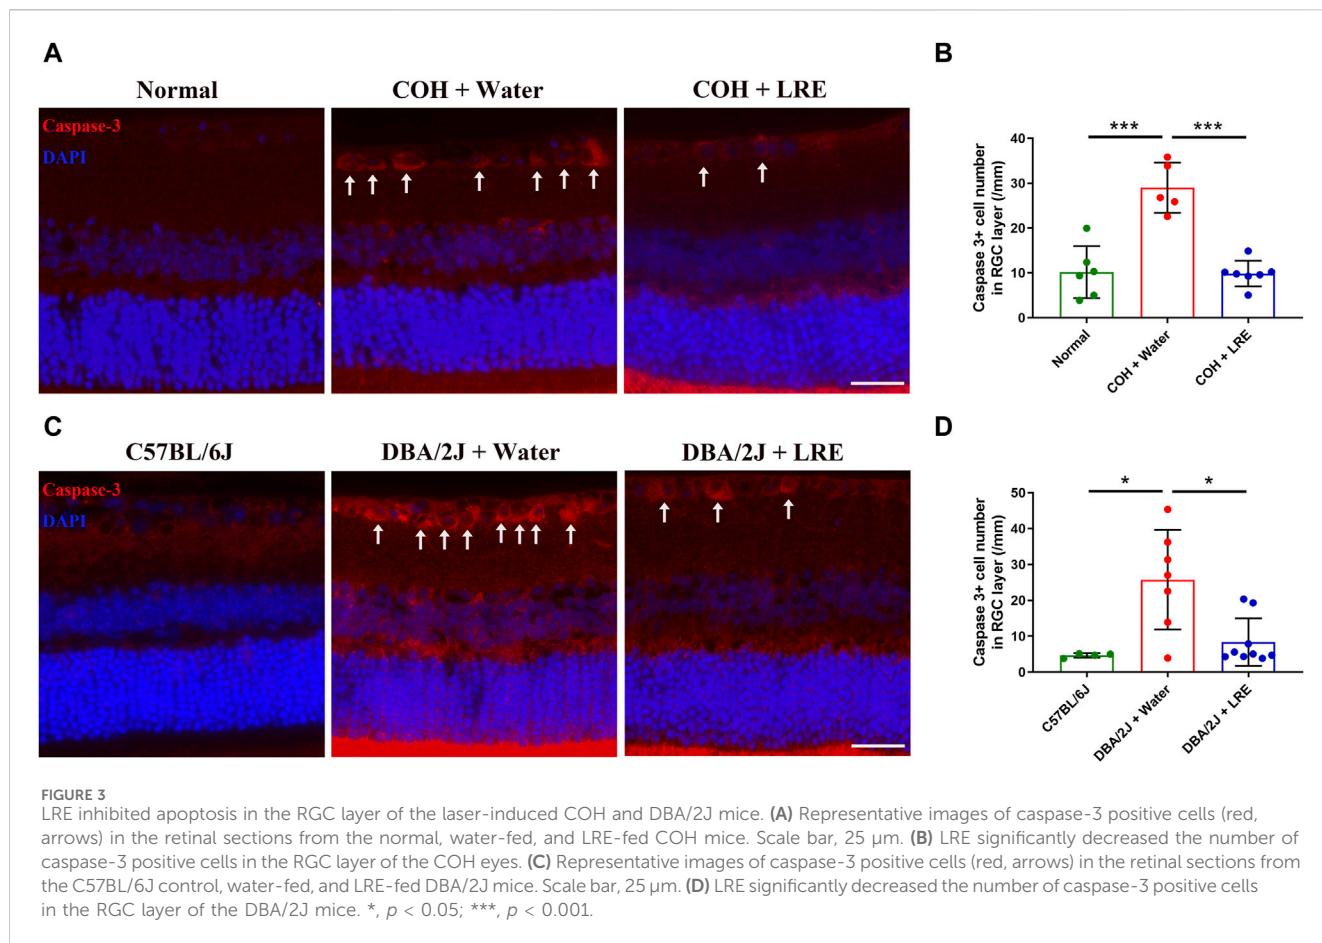 A
Normal
COH + Water
COH + LRE
Caspase-3
DAPI
B
***
***
Caspase 3+ cell number
in RGC layer (/mm)
40
30
20
10
0
Normal
COH + Water
COH + LRE
C
C57BL/6J
DBA/2J + Water
DBA/2J + LRE
Caspase-3
DAPI
D
*
*
Caspase 3+ cell number
in RGC layer (/mm)
50
40
30
20
10
0
C57BL/6J
DBA/2J + Water
DBA/2J + LRE
FIGURE 3
LRE inhibited apoptosis in the RGC layer of the laser-induced COH and DBA/2J mice. (A) Representative images of caspase-3 positive cells (red,
arrows) in the retinal sections from the normal, water-fed, and LRE-fed COH mice. Scale bar, 25 µm. (B) LRE significantly decreased the number of
caspase-3 positive cells in the RGC layer of the COH eyes. (C) Representative images of caspase-3 positive cells (red, arrows) in the retinal sections from
the C57BL/6J control, water-fed, and LRE-fed DBA/2J mice. Scale bar, 25 µm. (D) LRE significantly decreased the number of caspase-3 positive cells
in the RGC layer of the DBA/2J mice. *, p < 0.05; ***, p < 0.001.